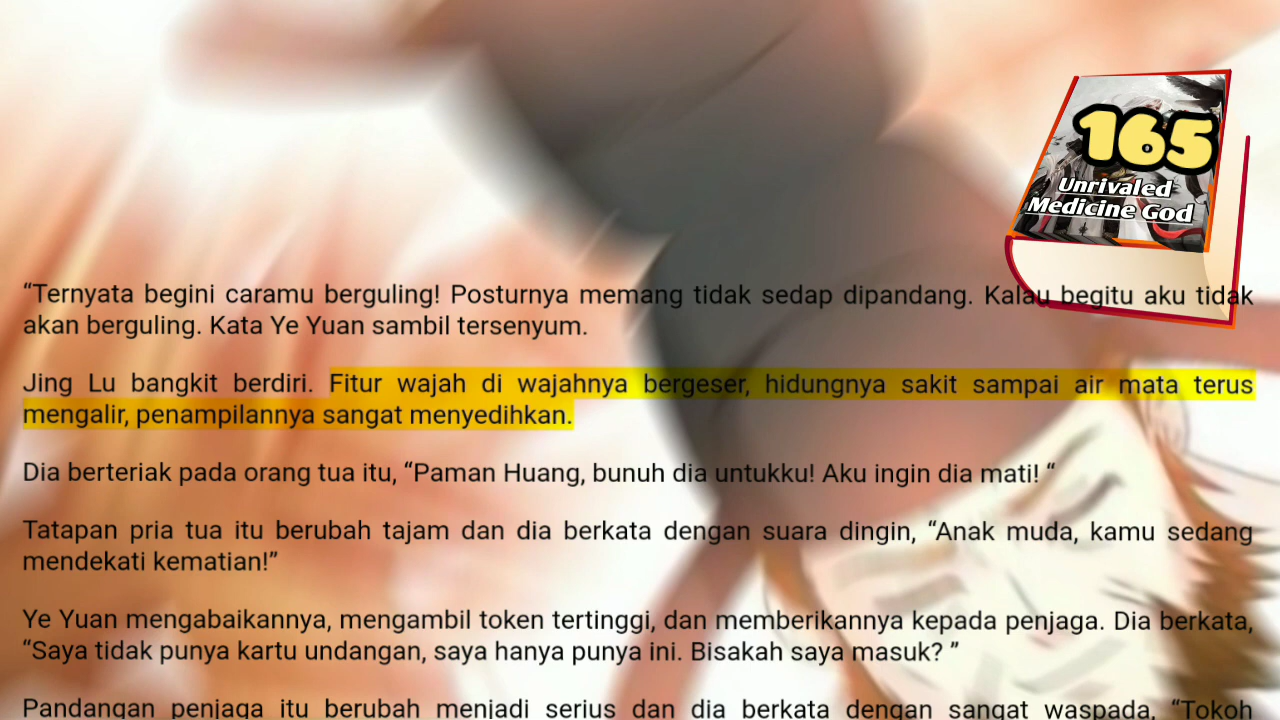 165
Unrivaled
Medicine God
“Ternyata begini caramu berguling! Posturnya memang tidak sedap dipandang. Kalau begitu aku tidak
akan berguling. Kata Ye Yuan sambil tersenyum.
Jing Lu bangkit berdiri. Fitur wajah di wajahnya bergeser, hidungnya sakit sampai air mata terus
mengalir, penampilannya sangat menyedihkan.
Dia berteriak pada orang tua itu, “Paman Huang, bunuh dia untukku! Aku ingin dia mati! “
Tatapan pria tua itu berubah tajam dan dia berkata dengan suara dingin, “Anak muda, kamu sedang
mendekati kematian!”
Ye Yuan mengabaikannya, mengambil token tertinggi, dan memberikannya kepada penjaga. Dia berkata,
“Saya tidak punya kartu undangan, saya hanya punya ini. Bisakah saya masuk? ”
Pandangan penjaga itu berubah menjadi serius dan dia berkata dengan sangat waspada, “Tokoh